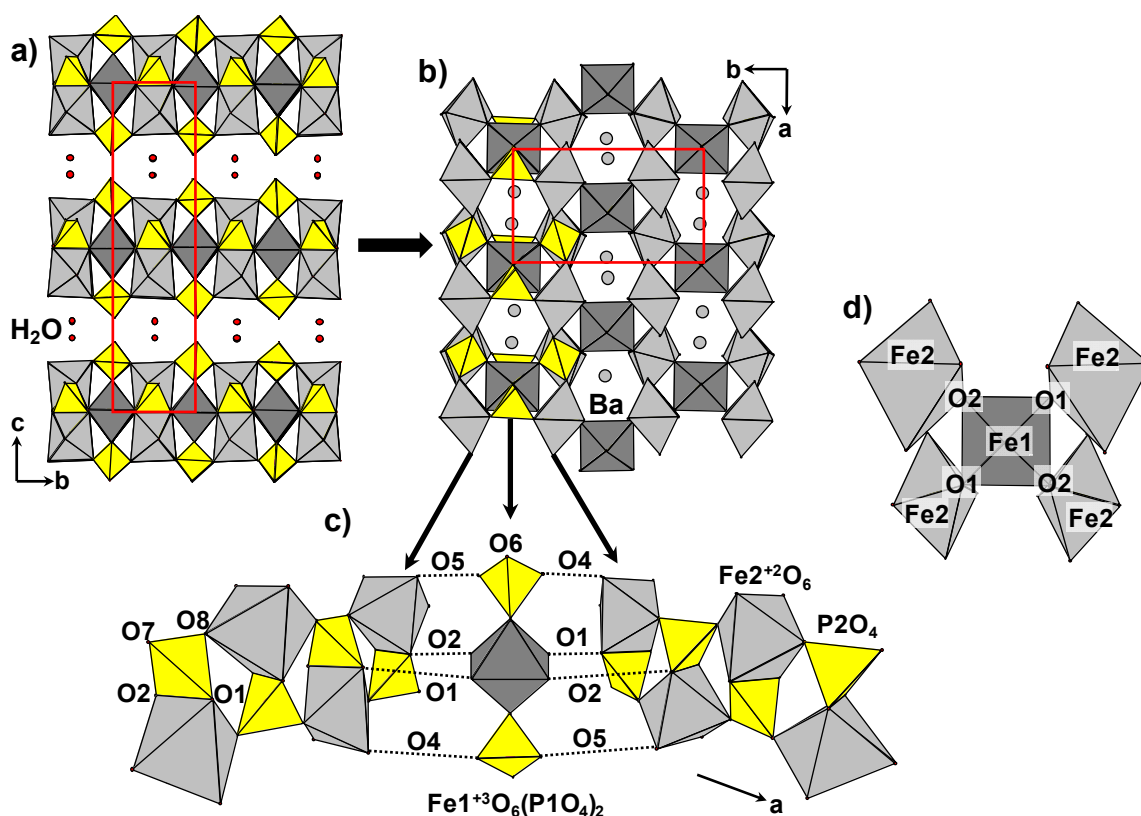 a)
H₂O
c
b
b)
b
a
Ba
c)
O6
O5
O4
Fe2⁺²O₆
O7
O8
O2
O1
P2O₄
O2
O1
O1
O2
O4
O5
Fe1⁺³O₆(P1O₄)₂
a
d)
Fe2
Fe2
O2
O1
Fe1
O1
O2
Fe2
Fe2